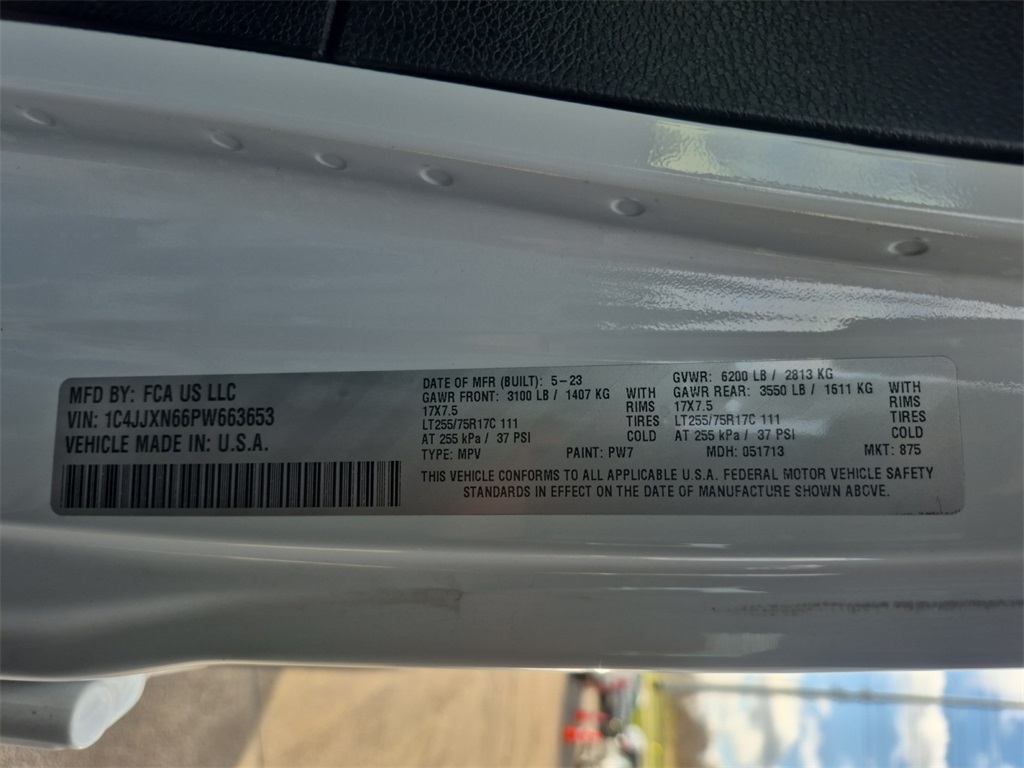 MFD BY: FCA US LLC
VIN: 1C4JJXN66PW663653
VEHICLE MADE IN: U.S.A.
DATE OF MFR (BUILT): 5-23
GAWR FRONT: 3100 LB / 1407 KG WITH
17X7.5 RIMS
LT255/75R17C 111 TIRES
AT 255 kPa / 37 PSI COLD
TYPE: MPV PAINT: PW7
GVWR: 6200 LB / 2813 KG
GAWR REAR: 3550 LB / 1611 KG WITH
17X7.5 RIMS
LT255/75R17C 111 TIRES
AT 255 kPa / 37 PSI COLD
MDH: 051713 MKT: 875
THIS VEHICLE CONFORMS TO ALL APPLICABLE U.S.A. FEDERAL MOTOR VEHICLE SAFETY
STANDARDS IN EFFECT ON THE DATE OF MANUFACTURE SHOWN ABOVE.